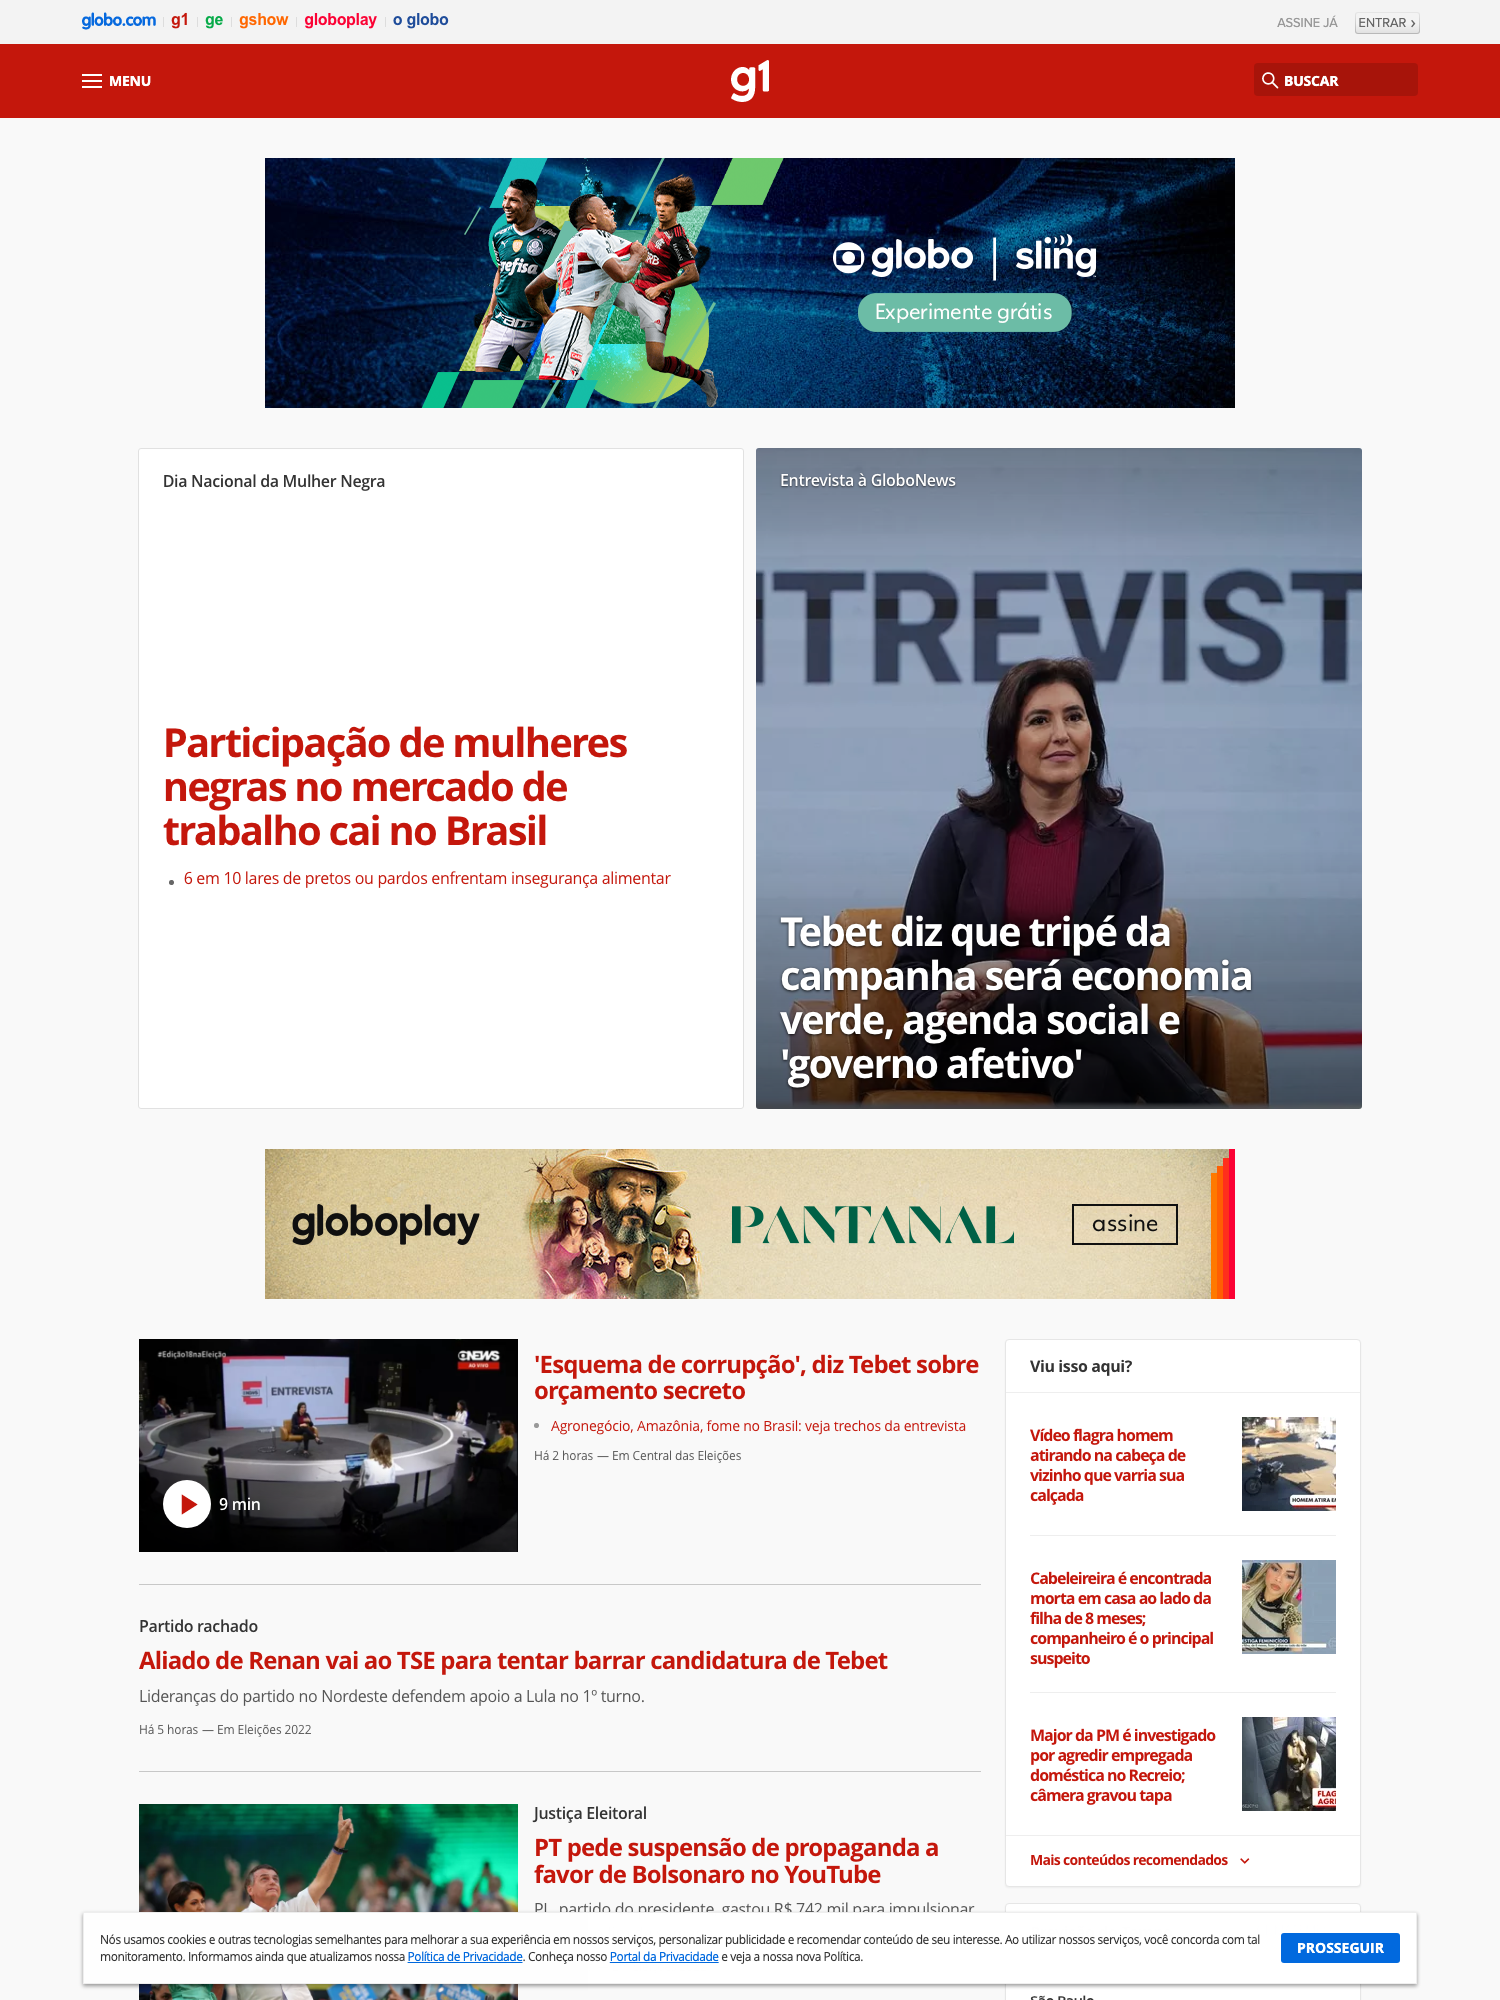 globo.com g1 ge gshow globoplay o globo
ASSINE JÁ
ENTRAR ›
MENU
g1
BUSCAR
globo | sling
Experimente grátis
Dia Nacional da Mulher Negra
Participação de mulheres
negras no mercado de
trabalho cai no Brasil
6 em 10 lares de pretos ou pardos enfrentam insegurança alimentar
Entrevista à GloboNews
NTREVIST
Tebet diz que tripé da
campanha será economia
verde, agenda social e
'governo afetivo'
globoplay
PANTANAL
assine
#Edição18naEleição
NEWS
AO VIVO
ENTREVISTA
9 min
'Esquema de corrupção', diz Tebet sobre
orçamento secreto
Agronegócio, Amazônia, fome no Brasil: veja trechos da entrevista
Há 2 horas — Em Central das Eleições
Partido rachado
Aliado de Renan vai ao TSE para tentar barrar candidatura de Tebet
Lideranças do partido no Nordeste defendem apoio a Lula no 1º turno.
Há 5 horas — Em Eleições 2022
Justiça Eleitoral
PT pede suspensão de propaganda a
favor de Bolsonaro no YouTube
PL, partido do presidente, gastou R$ 742 mil para impulsionar
Viu isso aqui?
Vídeo flagra homem
atirando na cabeça de
vizinho que varria sua
calçada
HOMEM ATIRA E
Cabeleireira é encontrada
morta em casa ao lado da
filha de 8 meses;
companheiro é o principal
suspeito
ESTIGA FEMINICÍDIO
Major da PM é investigado
por agredir empregada
doméstica no Recreio;
câmera gravou tapa
FLAG
AGRE
Mais conteúdos recomendados
São Paulo
Nós usamos cookies e outras tecnologias semelhantes para melhorar a sua experiência em nossos serviços, personalizar publicidade e recomendar conteúdo de seu interesse. Ao utilizar nossos serviços, você concorda com tal
monitoramento. Informamos ainda que atualizamos nossa Política de Privacidade. Conheça nosso Portal da Privacidade e veja a nossa nova Política.
PROSSEGUIR